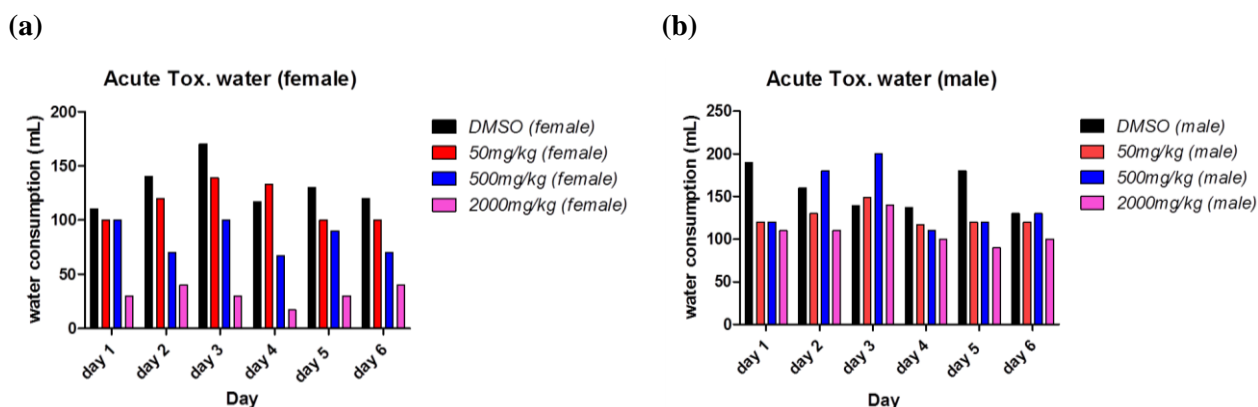 (a)
Acute Tox. water (female)
water consumption (mL)
200
150
100
50
0
day 1
day 2
day 3
day 4
day 5
day 6
Day
DMSO (female)
50mg/kg (female)
500mg/kg (female)
2000mg/kg (female)
(b)
Acute Tox. water (male)
water consumption (mL)
250
200
150
100
50
0
day 1
day 2
day 3
day 4
day 5
day 6
Day
DMSO (male)
50mg/kg (male)
500mg/kg (male)
2000mg/kg (male)